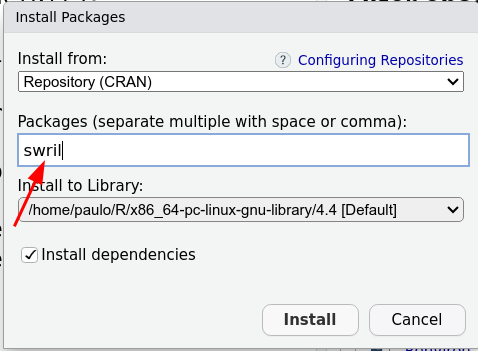 Install Packages
Install from:
? Configuring Repositories
Repository (CRAN)
Packages (separate multiple with space or comma):
swril
Install to Library:
/home/paulo/R/x86_64-pc-linux-gnu-library/4.4 [Default]
Install dependencies
Install Cancel